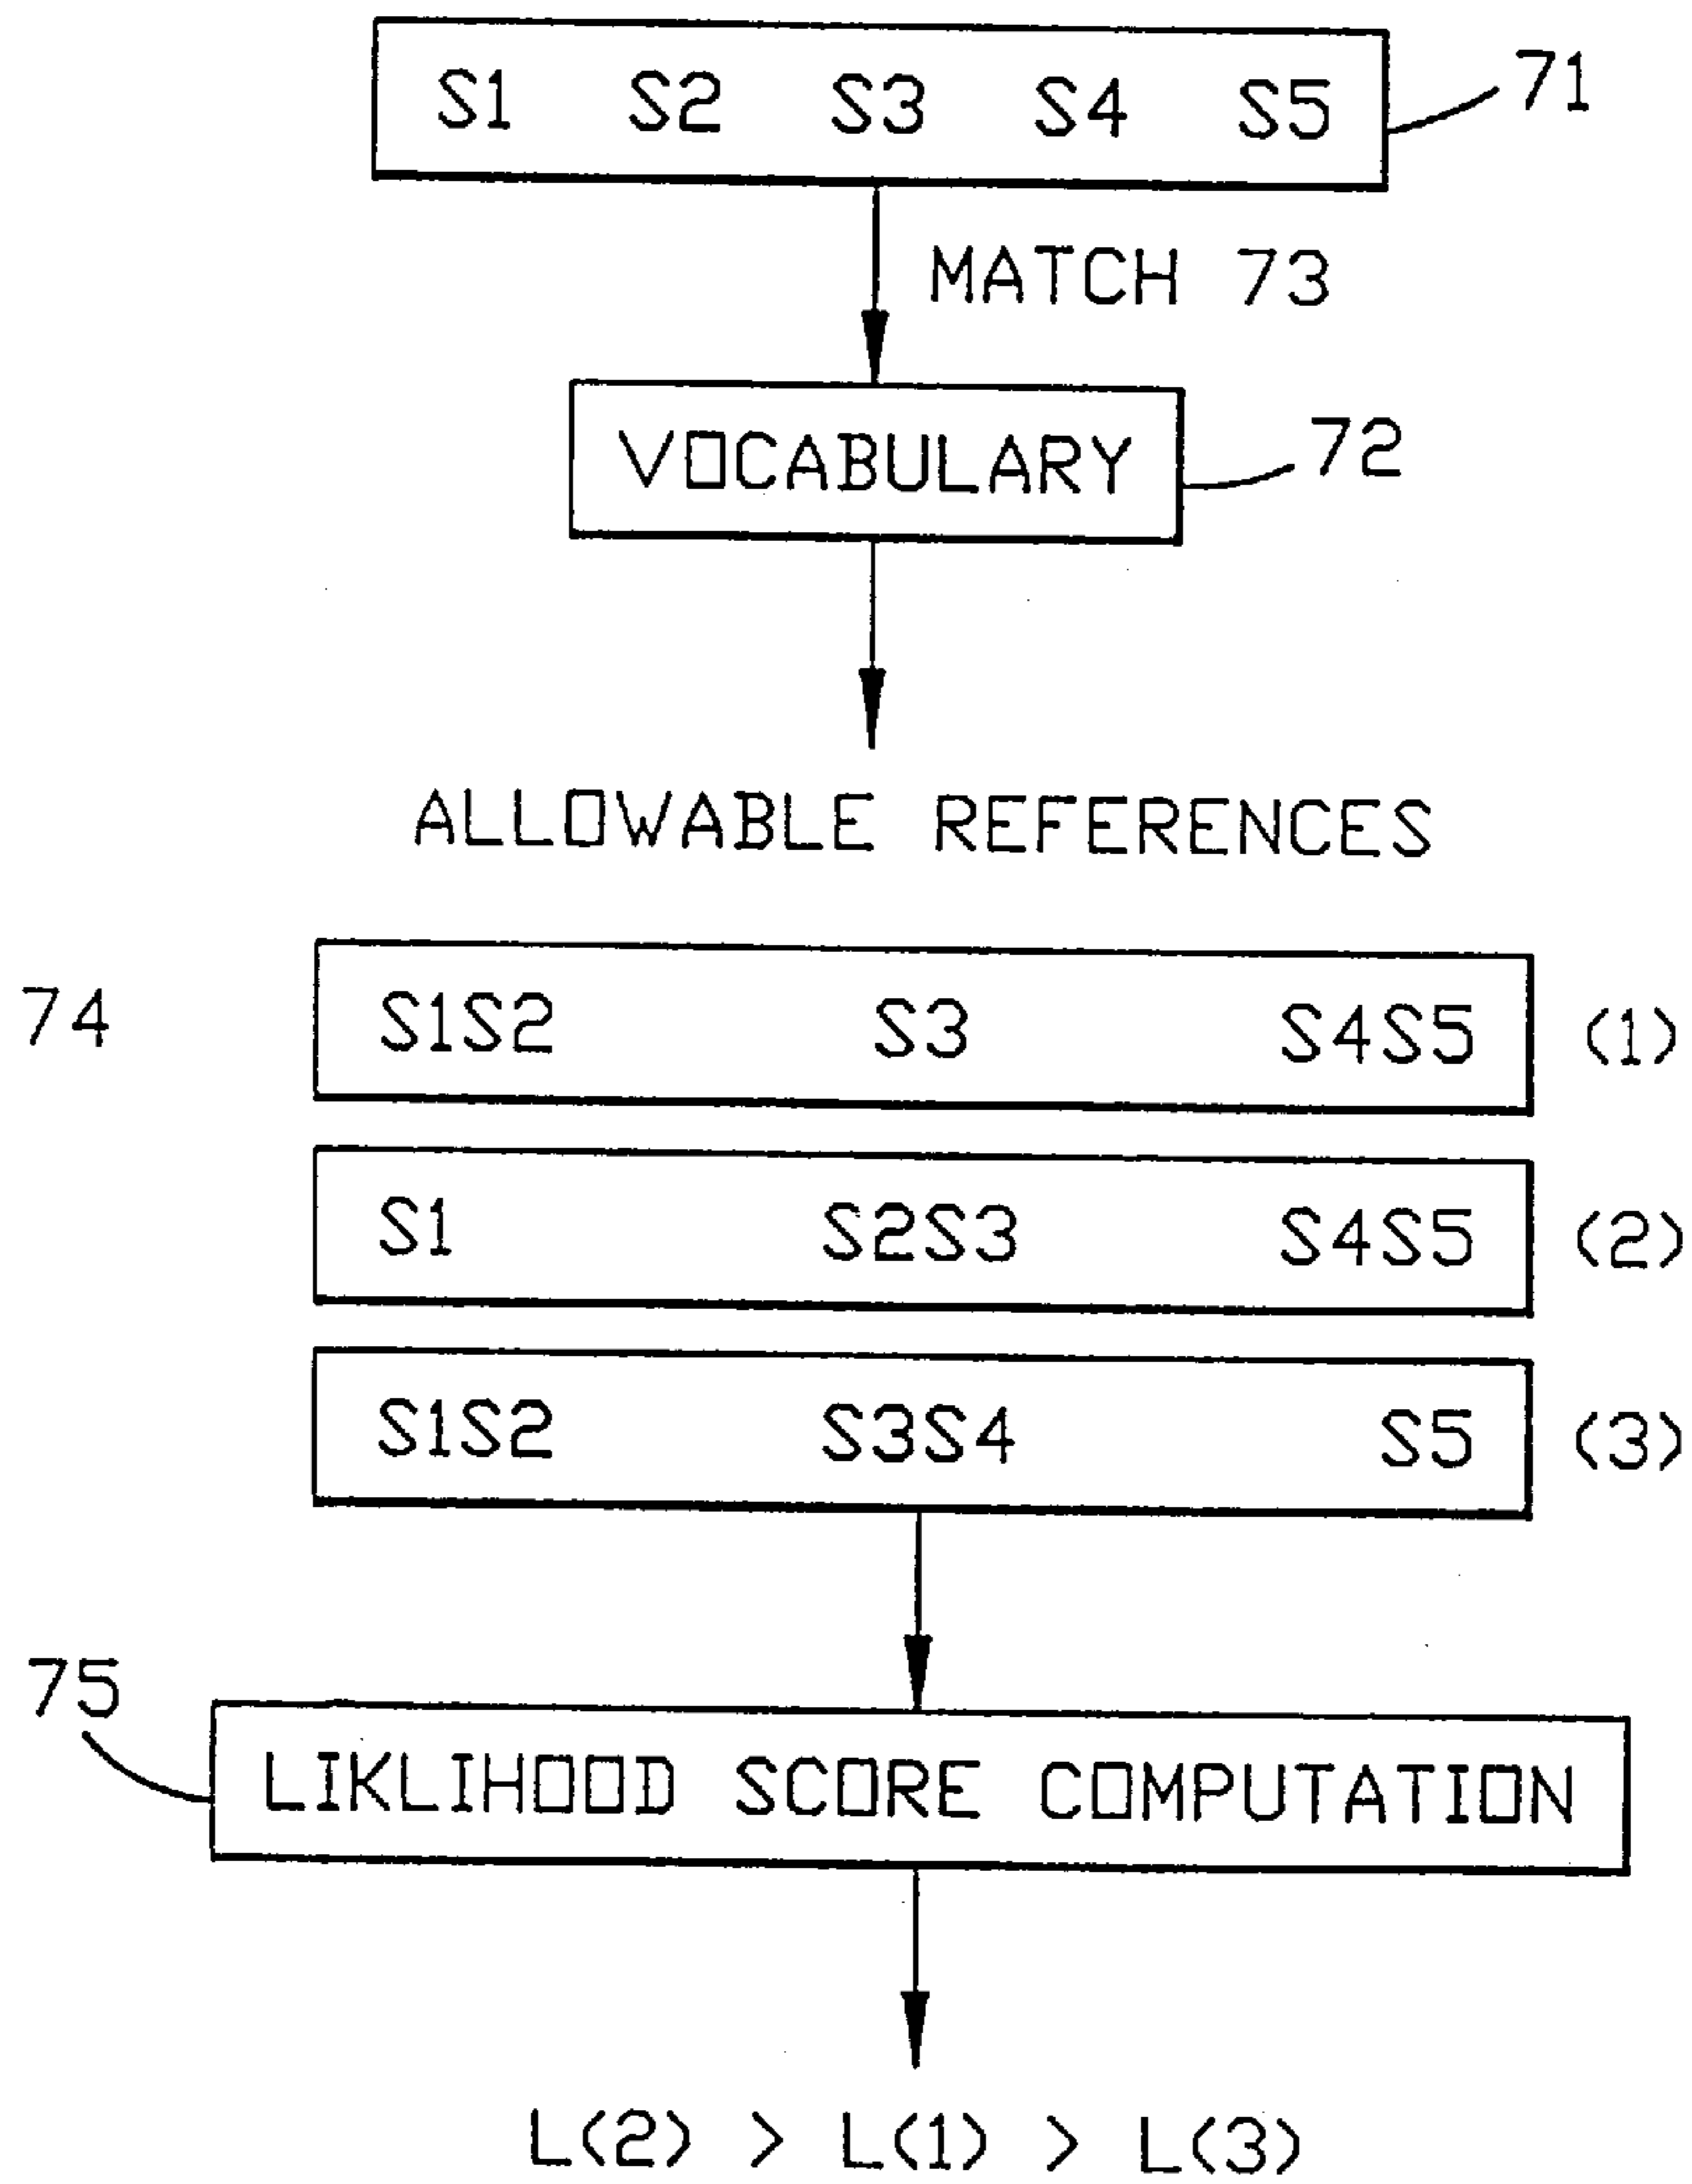 S1 S2 S3 S4 S5 71
MATCH 73
VOCABULARY 72
ALLOWABLE REFERENCES
74 S1S2 S3 S4S5 (1)
S1 S2S3 S4S5 (2)
S1S2 S3S4 S5 (3)
75
LIKLIHOOD SCORE COMPUTATION
L(2) > L(1) > L(3)